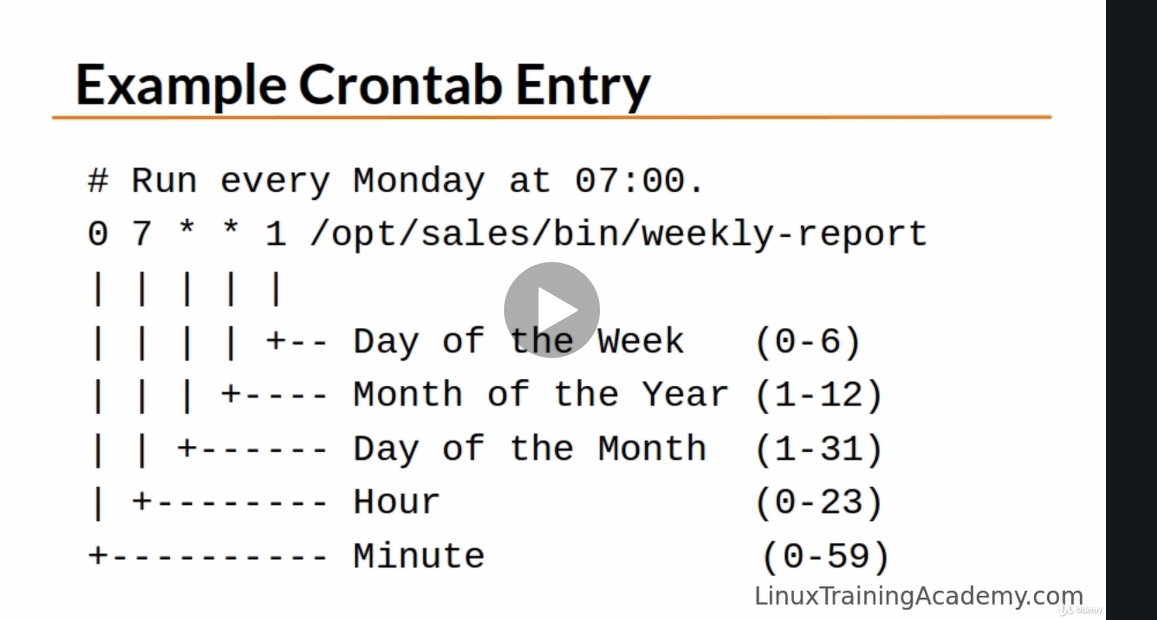 Example Crontab Entry
# Run every Monday at 07:00.
0 7 * * 1 /opt/sales/bin/weekly-report
| | | | |
| | | | +-- Day of the Week   (0-6)
| | | +---- Month of the Year (1-12)
| | +------ Day of the Month  (1-31)
| +-------- Hour              (0-23)
+---------- Minute            (0-59)
LinuxTrainingAcademy.com
Udemy